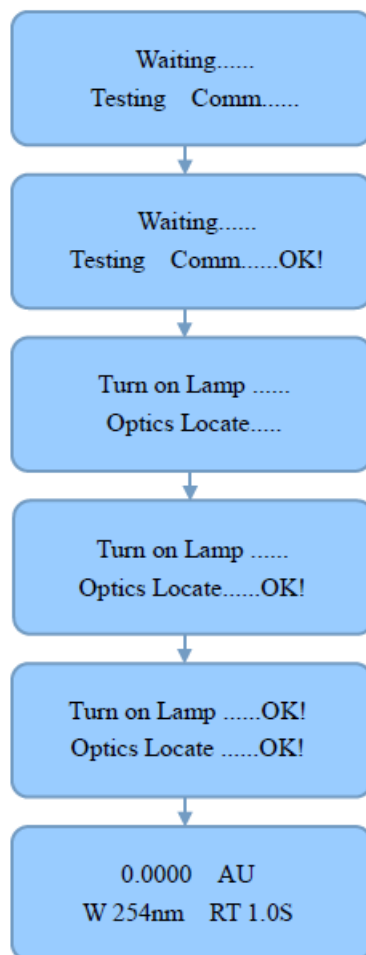 Waiting......
Testing Comm......
Waiting......
Testing Comm......OK!
Turn on Lamp ......
Optics Locate.....
Turn on Lamp ......
Optics Locate......OK!
Turn on Lamp ......OK!
Optics Locate ......OK!
0.0000 AU
W 254nm RT 1.0S